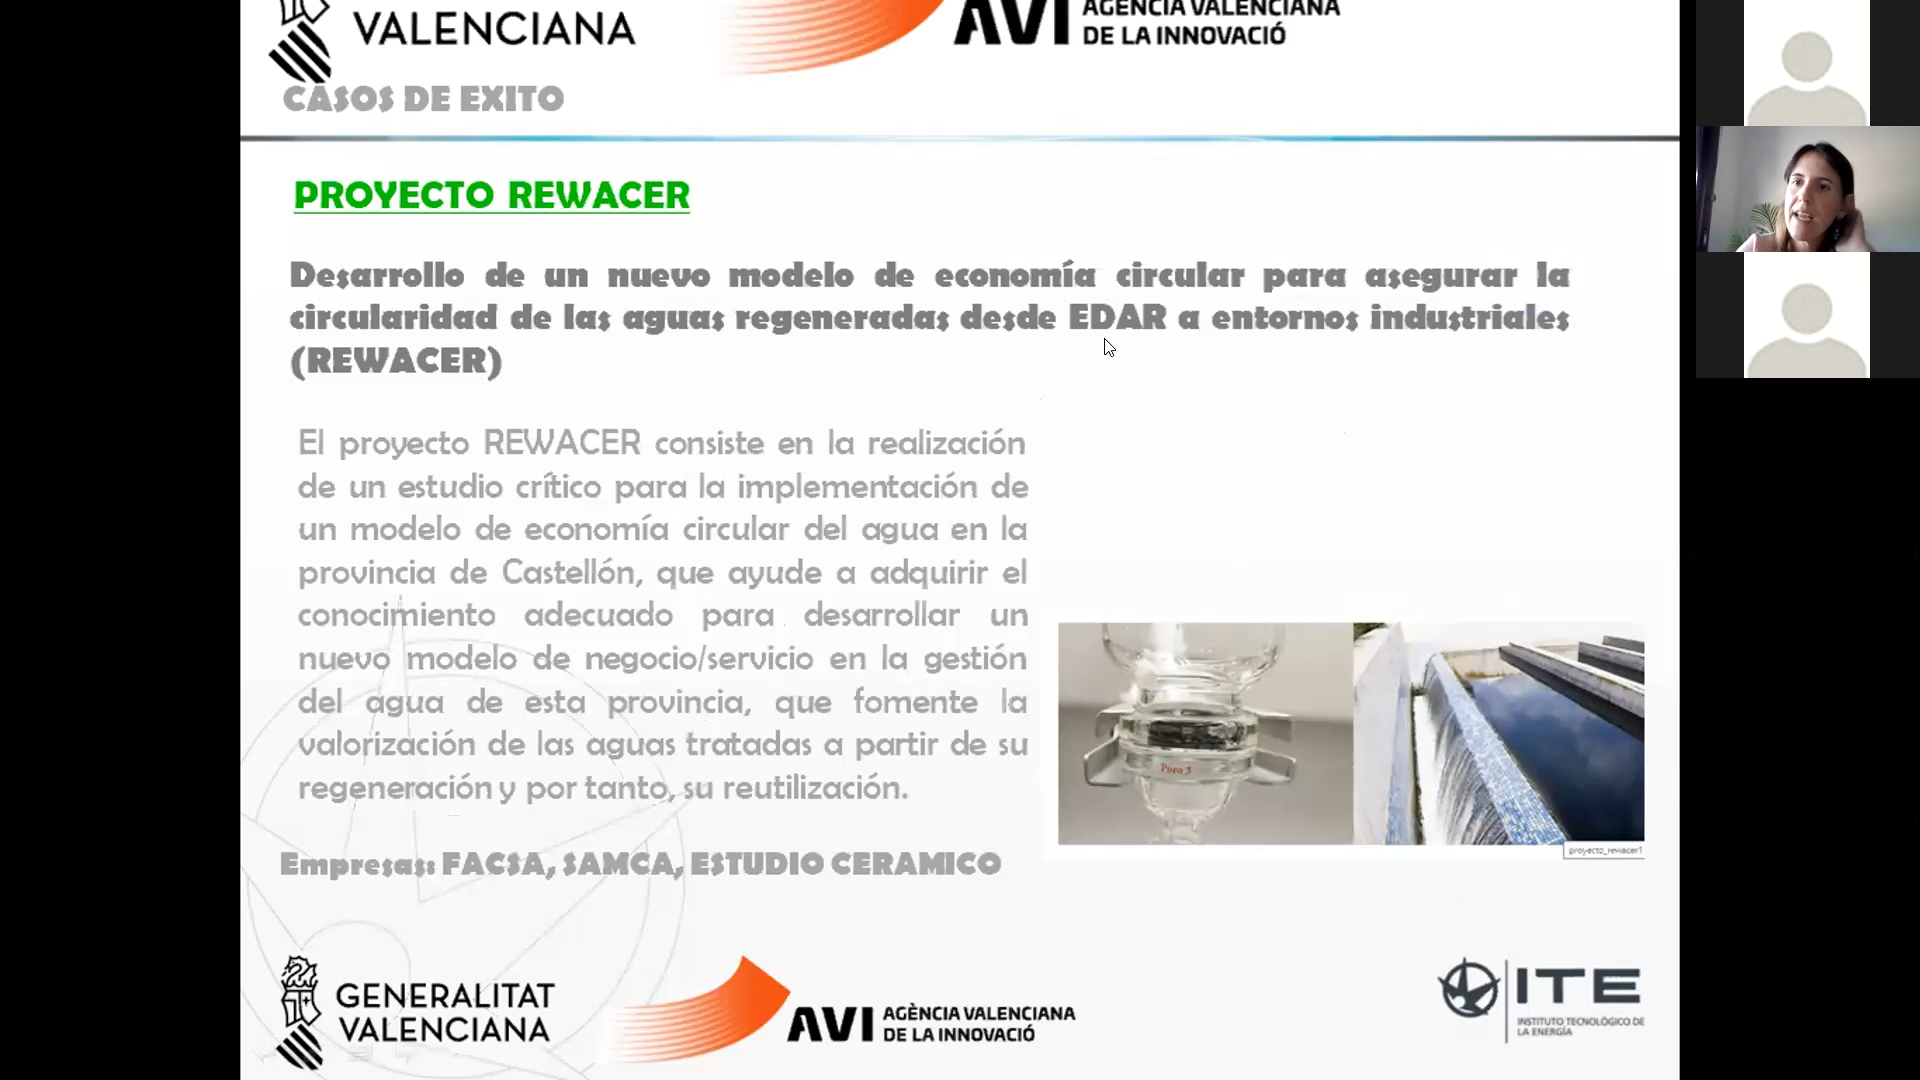 VALENCIANA
AVI AGÈNCIA VALENCIANA
DE LA INNOVACIÓ
CASOS DE EXITO
PROYECTO REWACER
Desarrollo de un nuevo modelo de economía circular para asegurar la
circularidad de las aguas regeneradas desde EDAR a entornos industriales
(REWACER)
El proyecto REWACER consiste en la realización
de un estudio crítico para la implementación de
un modelo de economía circular del agua en la
provincia de Castellón, que ayude a adquirir el
conocimiento adecuado para desarrollar un
nuevo modelo de negocio/servicio en la gestión
del agua de esta provincia, que fomente la
valorización de las aguas tratadas a partir de su
regeneración y por tanto, su reutilización.
Poro 3
proyecto_rewacer1
Empresas: FACSA, SAMCA, ESTUDIO CERAMICO
GENERALITAT
VALENCIANA
AVI AGÈNCIA VALENCIANA
DE LA INNOVACIÓ
ITE
INSTITUTO TECNOLÓGICO DE
LA ENERGÍA